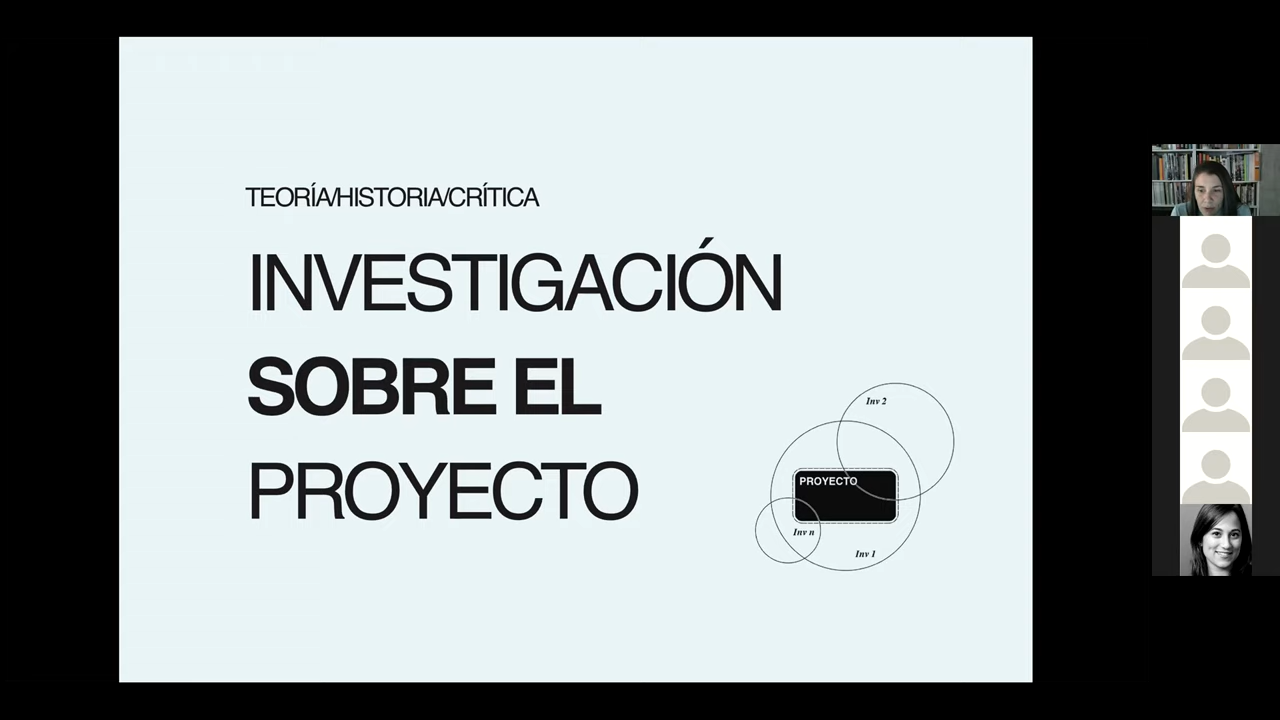 TEORÍA/HISTORIA/CRÍTICA
INVESTIGACIÓN
SOBRE EL
PROYECTO
Inv 2
PROYECTO
Inv n
Inv 1